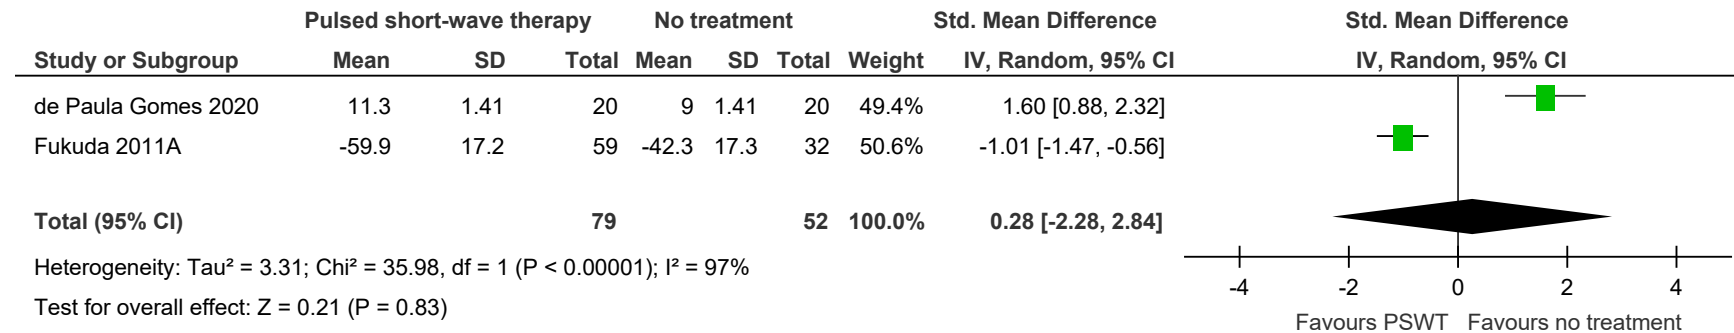 Pulsed short-wave therapy No treatment Std. Mean Difference Std. Mean Difference
Study or Subgroup Mean SD Total Mean SD Total Weight IV, Random, 95% CI IV, Random, 95% CI
de Paula Gomes 2020 11.3 1.41 20 9 1.41 20 49.4% 1.60 [0.88, 2.32]
Fukuda 2011A -59.9 17.2 59 -42.3 17.3 32 50.6% -1.01 [-1.47, -0.56]
Total (95% CI) 79 52 100.0% 0.28 [-2.28, 2.84]
Heterogeneity: Tau² = 3.31; Chi² = 35.98, df = 1 (P < 0.00001); I² = 97%
Test for overall effect: Z = 0.21 (P = 0.83)
-4 -2 0 2 4
Favours PSWT Favours no treatment